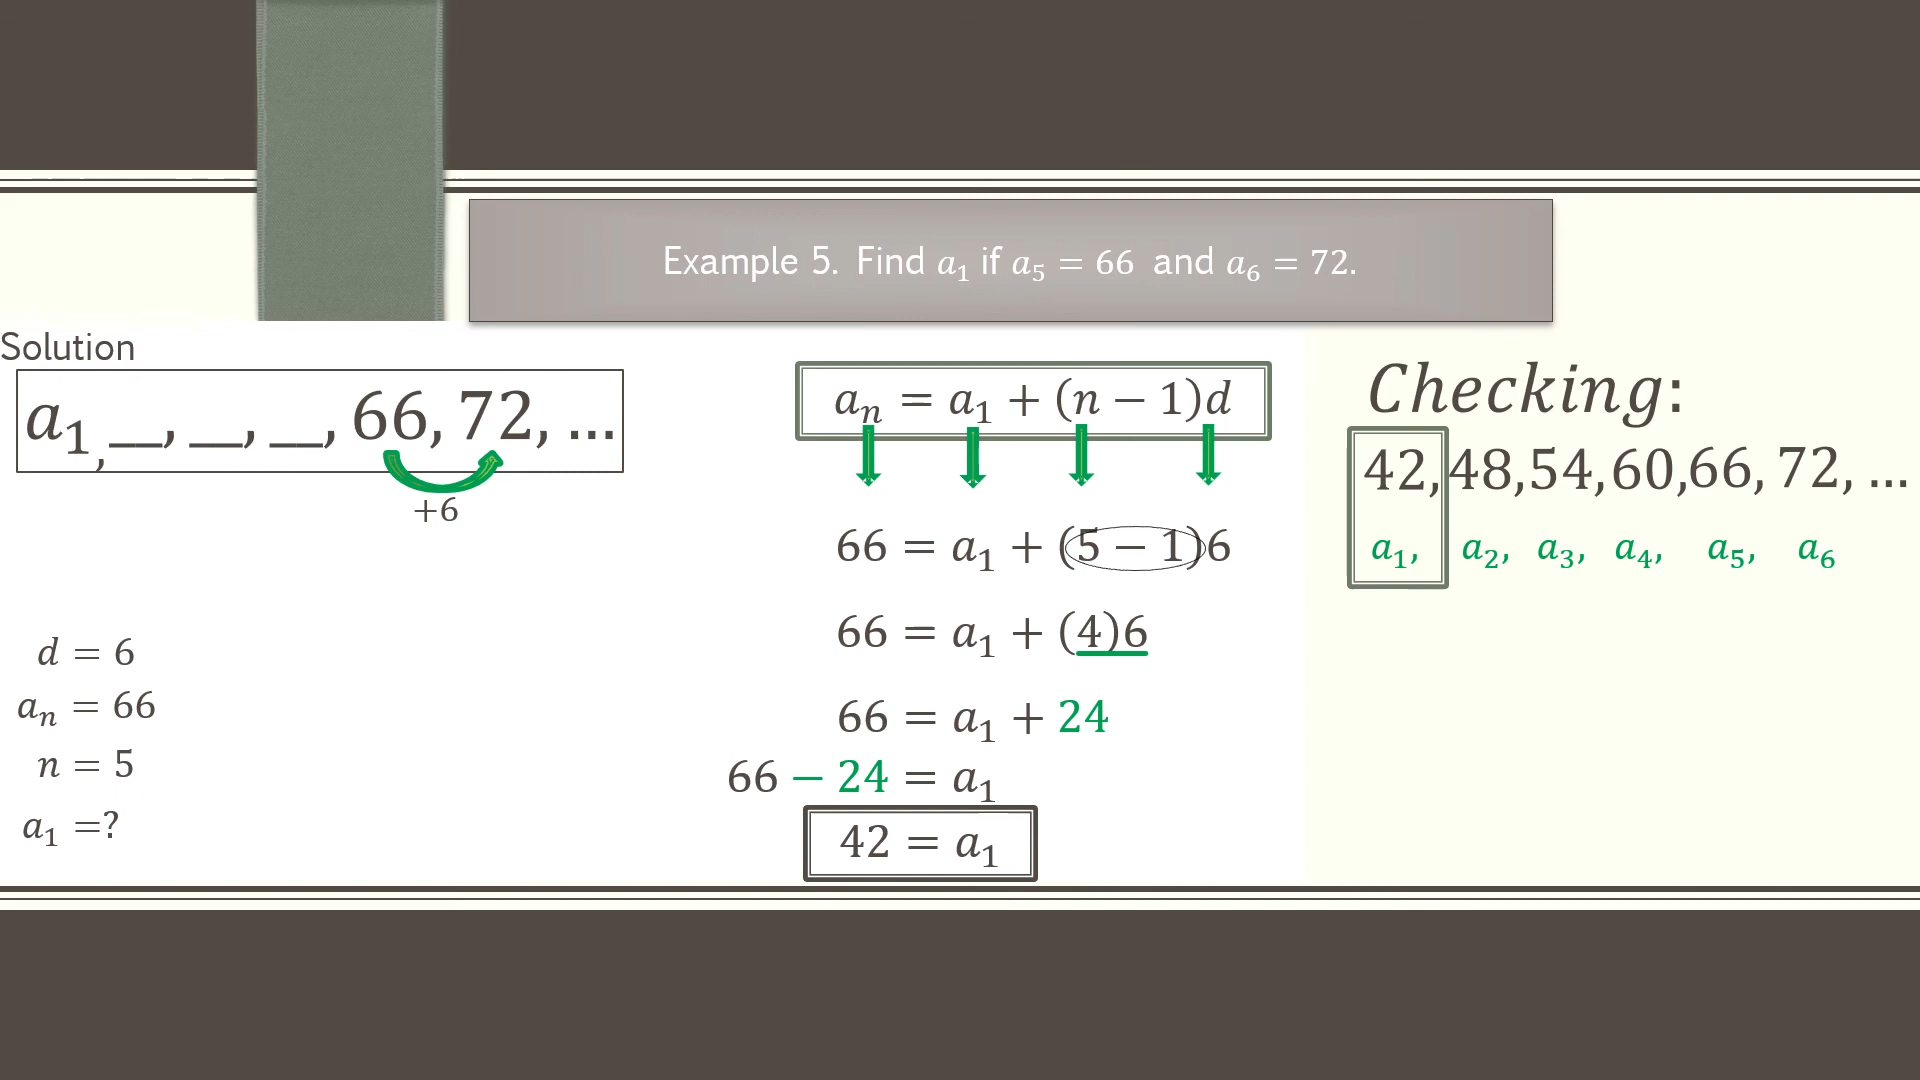 Example 5. Find a₁ if a₅ = 66 and a₆ = 72.
Solution
a₁, __, __, __, 66, 72, ...
+6
d = 6
aₙ = 66
n = 5
a₁ =?
aₙ = a₁ + (n − 1)d
66 = a₁ + (5 − 1)6
66 = a₁ + (4)6
66 = a₁ + 24
66 − 24 = a₁
42 = a₁
Checking:
42, 48, 54, 60, 66, 72, ...
a₁, a₂, a₃, a₄, a₅, a₆